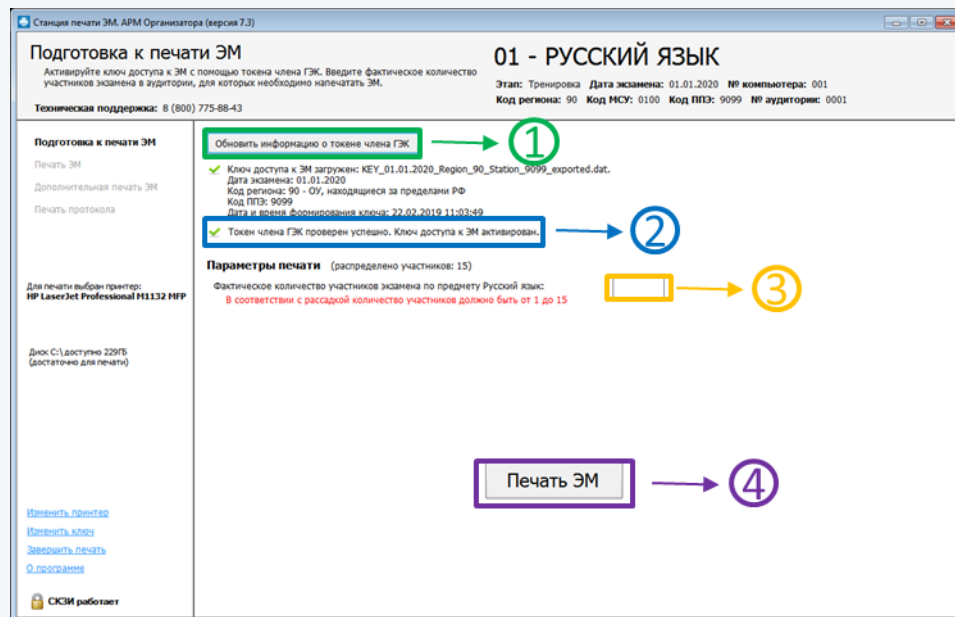 Станция печати ЭМ. АРМ Организатора (версия 7.3)
Подготовка к печати ЭМ
Активируйте ключ доступа к ЭМ с помощью токена члена ГЭК. Введите фактическое количество
участников экзамена в аудитории, для которых необходимо напечатать ЭМ.
Техническая поддержка: 8 (800) 775-88-43
01 - РУССКИЙ ЯЗЫК
Этап: Тренировка Дата экзамена: 01.01.2020 № компьютера: 001
Код региона: 90 Код МСУ: 0100 Код ППЭ: 9099 № аудитории: 0001
Подготовка к печати ЭМ
Печать ЭМ
Дополнительная печать ЭМ
Печать протокола
Для печати выбран принтер:
HP LaserJet Professional M1132 MFP
Диск C:\ доступно 229ГБ
(достаточно для печати)
Изменить принтер
Изменить ключ
Завершить печать
О программе
СКЗИ работает
Обновить информацию о токене члена ГЭК
1
Ключ доступа к ЭМ загружен: KEY_01.01.2020_Region_90_Station_9099_exported.dat.
Дата экзамена: 01.01.2020
Код региона: 90 - ОУ, находящиеся за пределами РФ
Код ППЭ: 9099
Дата и время формирования ключа: 22.02.2019 11:03:49
Токен члена ГЭК проверен успешно. Ключ доступа к ЭМ активирован.
2
Параметры печати (распределено участников: 15)
Фактическое количество участников экзамена по предмету Русский язык:
3
В соответствии с рассадкой количество участников должно быть от 1 до 15
Печать ЭМ
4